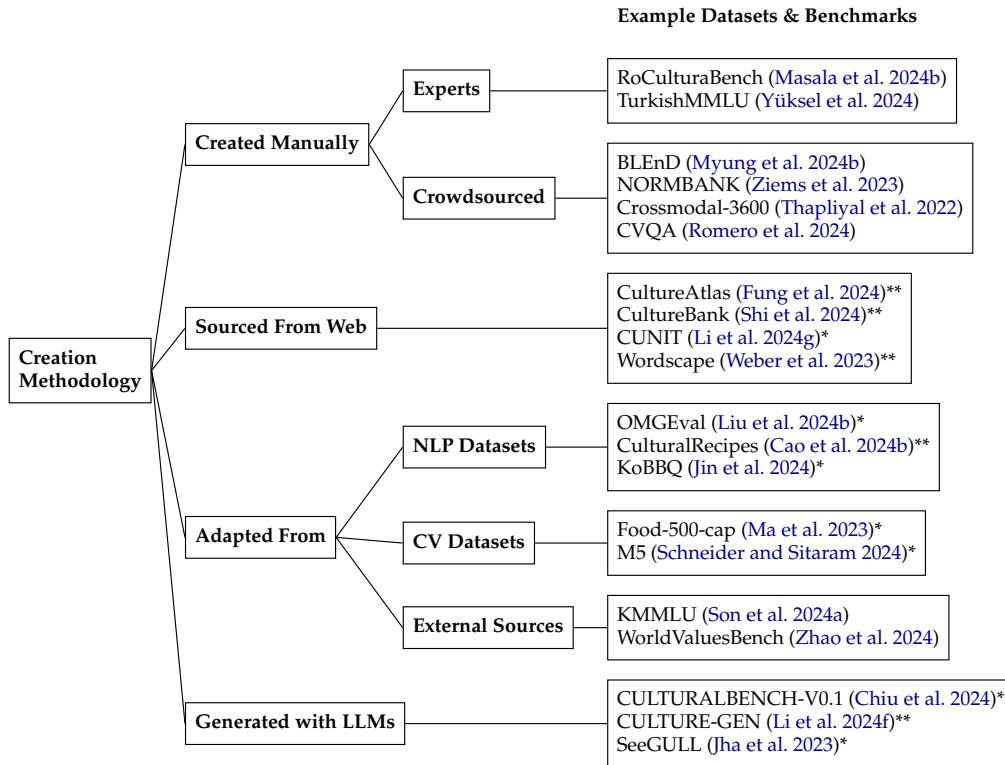 Example Datasets & Benchmarks
Creation
Methodology
Created Manually
Experts
RoCulturaBench (Masala et al. 2024b)
TurkishMMLU (Yüksel et al. 2024)
Crowdsourced
BLEnD (Myung et al. 2024b)
NORMBANK (Ziems et al. 2023)
Crossmodal-3600 (Thapliyal et al. 2022)
CVQA (Romero et al. 2024)
Sourced From Web
CultureAtlas (Fung et al. 2024)**
CultureBank (Shi et al. 2024)**
CUNIT (Li et al. 2024g)*
Wordscape (Weber et al. 2023)**
Adapted From
NLP Datasets
OMGEval (Liu et al. 2024b)*
CulturalRecipes (Cao et al. 2024b)**
KoBBQ (Jin et al. 2024)*
CV Datasets
Food-500-cap (Ma et al. 2023)*
M5 (Schneider and Sitaram 2024)*
External Sources
KMMLU (Son et al. 2024a)
WorldValuesBench (Zhao et al. 2024)
Generated with LLMs
CULTURALBENCH-V0.1 (Chiu et al. 2024)*
CULTURE-GEN (Li et al. 2024f)**
SeeGULL (Jha et al. 2023)*